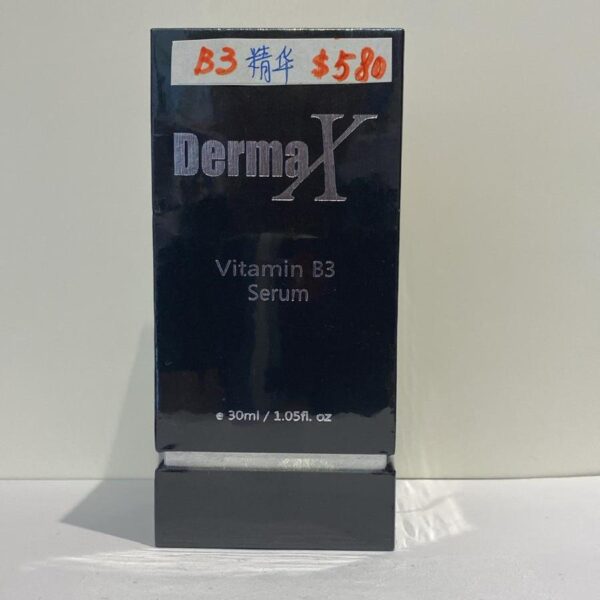 B3 精华 $580
DermaX
Vitamin B3
Serum
e 30ml / 1.05fl. oz